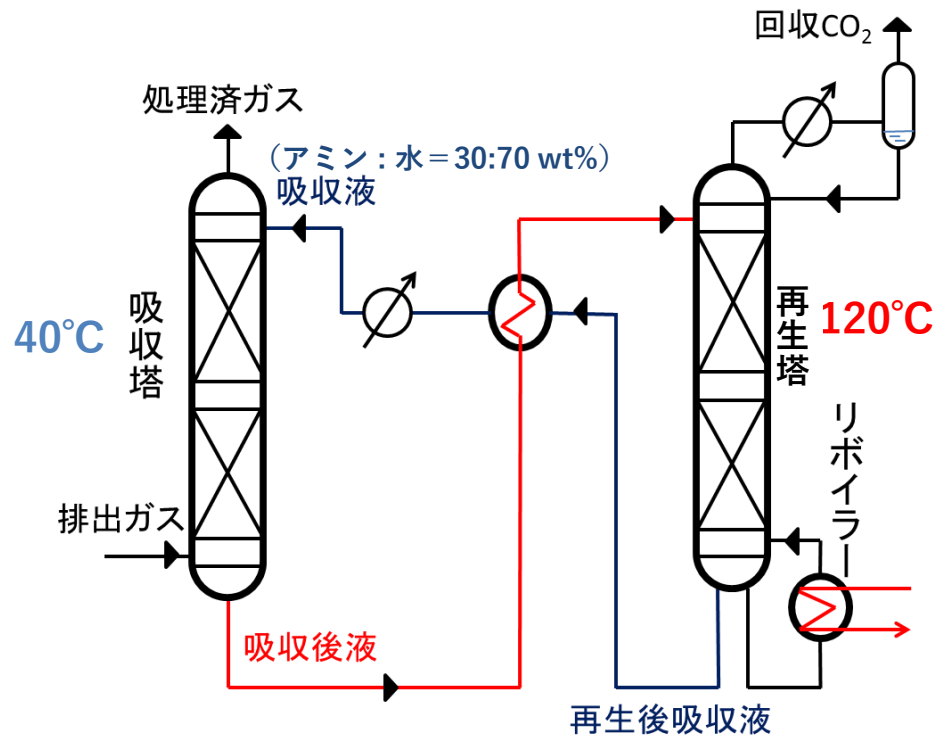 回収CO₂
処理済ガス
（アミン：水＝30:70 wt%）
吸収液
吸収塔
40℃
再生塔
120℃
リボイラー
排出ガス
吸収後液
再生後吸収液